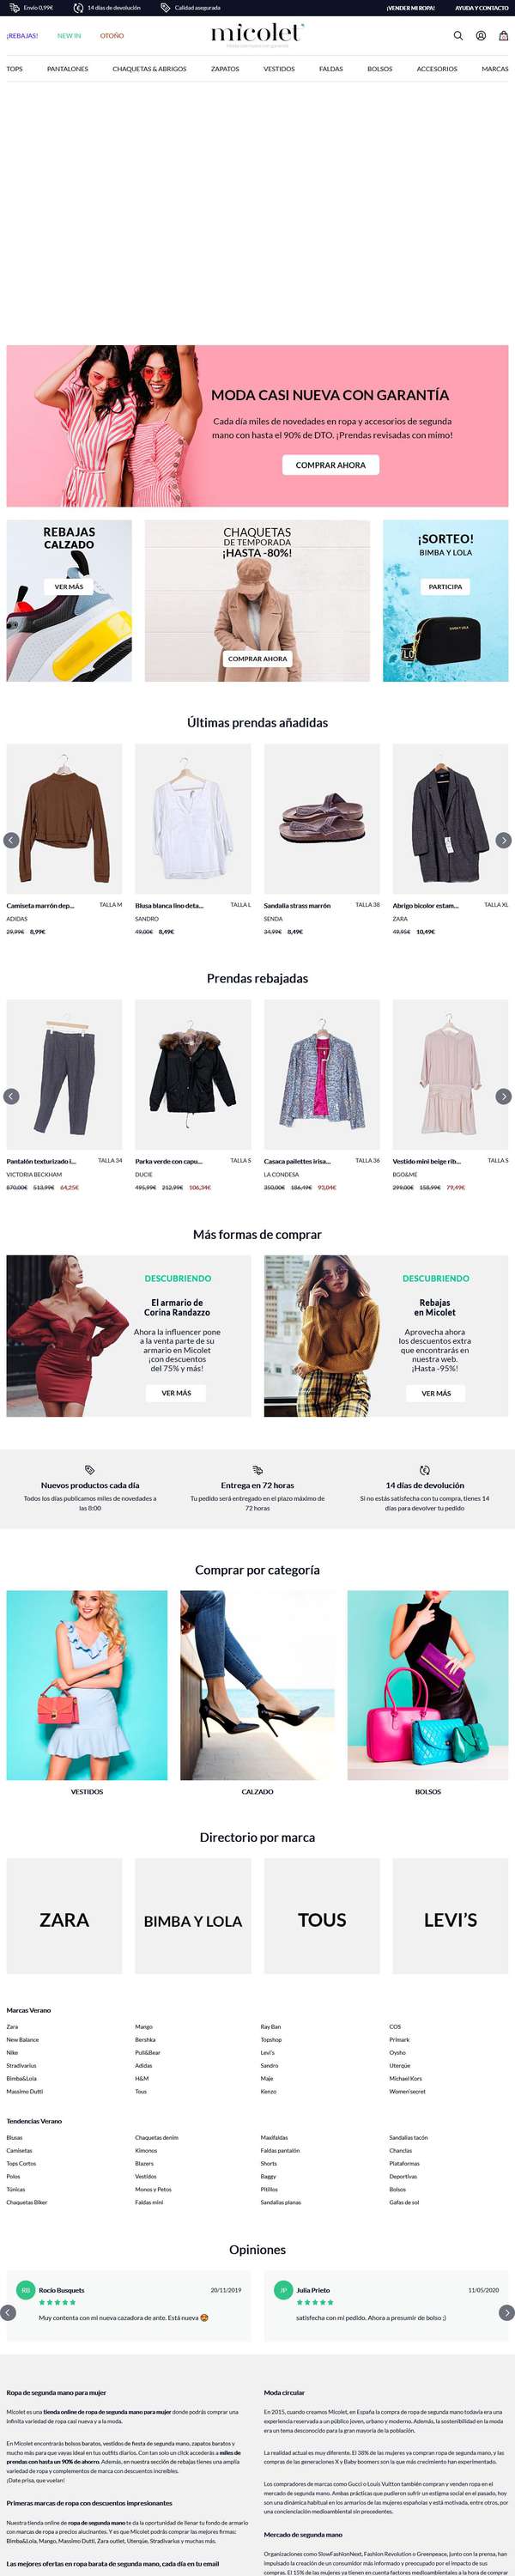 Envío 0,99€ 14 días de devolución Calidad asegurada ¡VENDER MI ROPA! AYUDA Y CONTACTO
¡REBAJAS! NEW IN OTOÑO micolet
TOPS PANTALONES CHAQUETAS & ABRIGOS ZAPATOS VESTIDOS FALDAS BOLSOS ACCESORIOS MARCAS
MODA CASI NUEVA CON GARANTÍA
Cada día miles de novedades en ropa y accesorios de segunda
mano con hasta el 90% de DTO. ¡Prendas revisadas con mimo!
COMPRAR AHORA
REBAJAS
CALZADO
VER MÁS
CHAQUETAS
DE TEMPORADA
¡HASTA -80%!
COMPRAR AHORA
¡SORTEO!
BIMBA Y LOLA
PARTICIPA
BIMBA Y LOLA
Últimas prendas añadidas
Camiseta marrón dep... TALLA M
ADIDAS
29,99€ 8,99€
Blusa blanca lino deta... TALLA L
SANDRO
49,00€ 8,49€
Sandalia strass marrón TALLA 38
SENDA
34,99€ 8,49€
Abrigo bicolor estam... TALLA XL
ZARA
49,95€ 10,49€
Prendas rebajadas
Pantalón texturizado l... TALLA 34
VICTORIA BECKHAM
670,00€ 513,99€ 64,25€
Parka verde con capu... TALLA S
DUCIE
495,99€ 212,99€ 106,34€
Casaca paillettes irisa... TALLA 36
LA CONDESA
350,00€ 186,49€ 93,04€
Vestido mini beige rib... TALLA S
BGO&ME
299,00€ 158,99€ 79,49€
Más formas de comprar
DESCUBRIENDO
El armario de
Corina Randazzo
Ahora la influencer pone
a la venta parte de su
armario en Micolet
¡con descuentos
del 75% y más!
VER MÁS
DESCUBRIENDO
Rebajas
en Micolet
Aprovecha ahora
los descuentos extra
que encontrarás en
nuestra web.
¡Hasta -95%!
VER MÁS
Nuevos productos cada día
Todos los días publicamos miles de novedades a
las 8:00
Entrega en 72 horas
Tu pedido será entregado en el plazo máximo de
72 horas
14 días de devolución
Si no estás satisfecha con tu compra, tienes 14
días para devolver tu pedido
Comprar por categoría
VESTIDOS CALZADO BOLSOS
Directorio por marca
ZARA BIMBA Y LOLA TOUS LEVI'S
Marcas Verano
Zara Mango Ray Ban COS
New Balance Bershka Topshop Primark
Nike Pull&Bear Levi's Oysho
Stradivarius Adidas Sandro Uterqüe
Bimba&Lola H&M Maje Michael Kors
Massimo Dutti Tous Kenzo Women'secret
Tendencias Verano
Blusas Chaquetas denim Maxifaldas Sandalias tacón
Camisetas Kimonos Faldas pantalón Chanclas
Tops Cortos Blazers Shorts Plataformas
Polos Vestidos Baggy Deportivas
Túnicas Monos y Petos Pitillos Bolsos
Chaquetas Biker Faldas mini Sandalias planas Gafas de sol
Opiniones
RB Rocío Busquets 20/11/2019
Muy contenta con mi nueva cazadora de ante. Está nueva 🤩
JP Julia Prieto 11/05/2020
satisfecha con mi pedido. Ahora a presumir de bolso ;)
Ropa de segunda mano para mujer
Micolet es una tienda online de ropa de segunda mano para mujer donde podrás comprar una
infinita variedad de ropa casi nueva y a la moda.
En Micolet encontrarás bolsos baratos, vestidos de fiesta de segunda mano, zapatos baratos y
mucho más para que vayas ideal en tus outfits diarios. Con tan solo un click accederás a miles de
prendas con hasta un 90% de ahorro. Además, en nuestra sección de rebajas tienes una amplia
variedad de ropa y complementos de marca con descuentos increíbles.
¡Date prisa, que vuelan!
Primeras marcas de ropa con descuentos impresionantes
Nuestra tienda online de ropa de segunda mano te da la oportunidad de llenar tu fondo de armario
con marcas de ropa a precios alucinantes. Y es que Micolet podrás comprar las mejores firmas:
Bimba&Lola, Mango, Massimo Dutti, Zara outlet, Uterqüe, Stradivarius y muchas más.
Las mejores ofertas en ropa barata de segunda mano, cada día en tu email
Moda circular
En 2015, cuando creamos Micolet, en España la compra de ropa de segunda mano todavía era una
experiencia reservada a un público joven, urbano y moderno. Además, la sostenibilidad en la moda
era un tema desconocido para la gran mayoría de la población.
La realidad actual es muy diferente. El 38% de las mujeres ya compran ropa de segunda mano, y las
compras de las generaciones X y Baby boomers son la que más crecimiento han experimentado.
Los compradores de marcas como Gucci o Louis Vuitton también compran y venden ropa en el
mercado de segunda mano. Ambas prácticas que pudieron sufrir un estigma social en el pasado, hoy
son una dinámica habitual en los armarios de las mujeres españolas y está motivada, entre otros, por
una concienciación medioambiental sin precedentes.
Mercado de segunda mano
Organizaciones como SlowFashionNext, Fashion Revolution o Greenpeace, junto con la prensa, han
impulsado la creación de un consumidor más informado y preocupado por el impacto de sus
compras. El 15% de las mujeres ya tienen en cuenta factores medioambientales a la hora de comprar